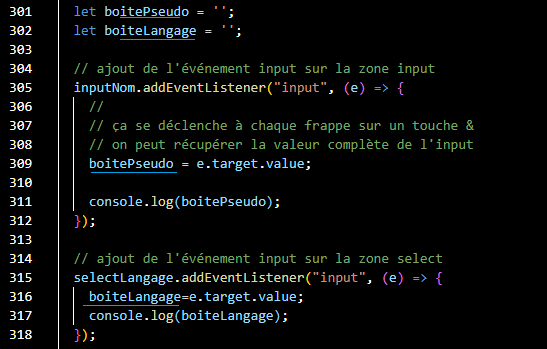 301 let boitePseudo = '';
302 let boiteLangage = '';
303
304 // ajout de l'événement input sur la zone input
305 inputNom.addEventListener("input", (e) => {
306 //
307 // ça se déclenche à chaque frappe sur un touche &
308 // on peut récupérer la valeur complète de l'input
309 boitePseudo = e.target.value;
310
311 console.log(boitePseudo);
312 });
313
314 // ajout de l'événement input sur la zone select
315 selectLangage.addEventListener("input", (e) => {
316 boiteLangage=e.target.value;
317 console.log(boiteLangage);
318 });